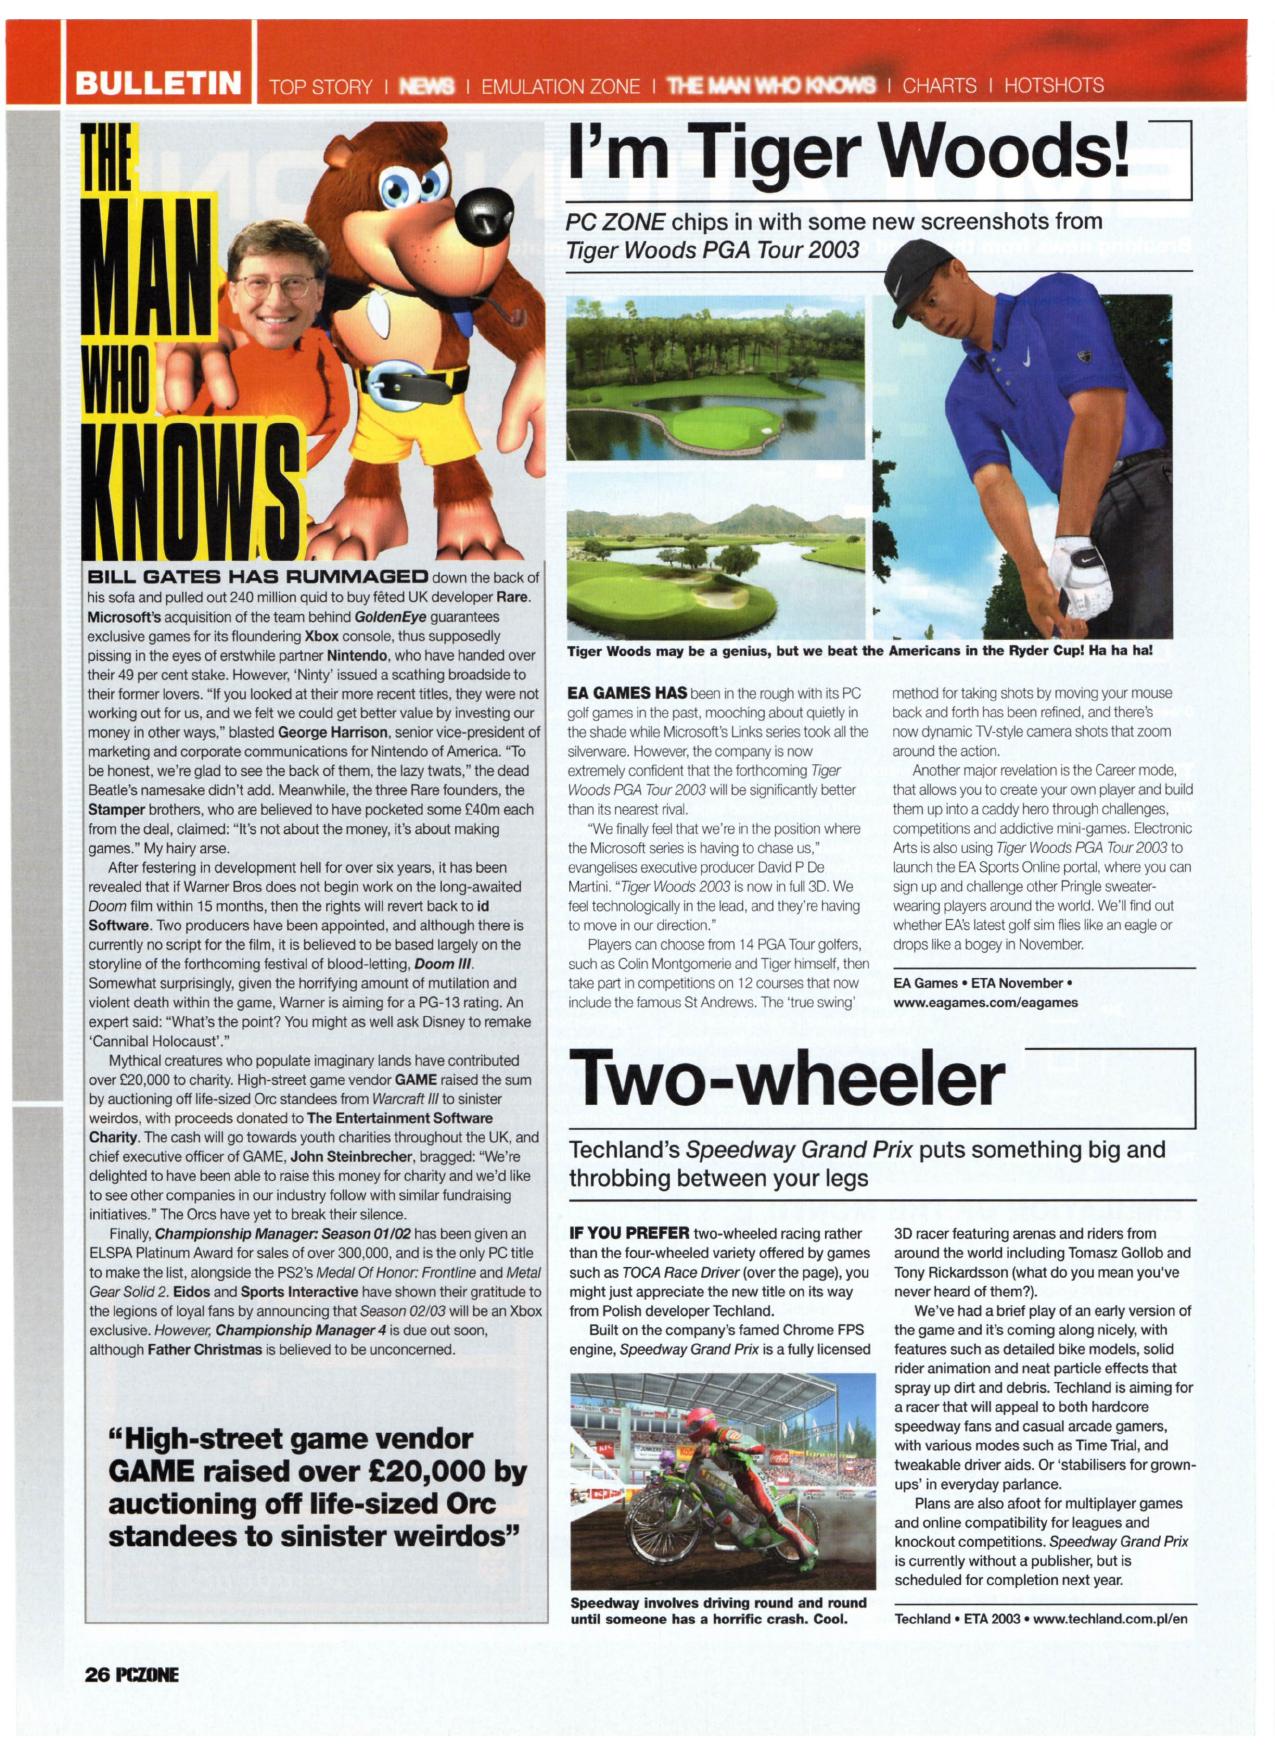 BULLETIN
TOP STORY | NEWS | EMULATION ZONE | THE MAN WHO KNOWS | CHARTS | HOTSHOTS
THE
MAN
WHO
KNOWS
BILL GATES HAS RUMMAGED down the back of
his sofa and pulled out 240 million quid to buy fêted UK developer Rare.
Microsoft's acquisition of the team behind GoldenEye guarantees
exclusive games for its floundering Xbox console, thus supposedly
pissing in the eyes of erstwhile partner Nintendo, who have handed over
their 49 per cent stake. However, 'Ninty' issued a scathing broadside to
their former lovers. "If you looked at their more recent titles, they were not
working out for us, and we felt we could get better value by investing our
money in other ways," blasted George Harrison, senior vice-president of
marketing and corporate communications for Nintendo of America. "To
be honest, we're glad to see the back of them, the lazy twats," the dead
Beatle's namesake didn't add. Meanwhile, the three Rare founders, the
Stamper brothers, who are believed to have pocketed some £40m each
from the deal, claimed: "It's not about the money, it's about making
games." My hairy arse.
After festering in development hell for over six years, it has been
revealed that if Warner Bros does not begin work on the long-awaited
Doom film within 15 months, then the rights will revert back to id
Software. Two producers have been appointed, and although there is
currently no script for the film, it is believed to be based largely on the
storyline of the forthcoming festival of blood-letting, Doom III.
Somewhat surprisingly, given the horrifying amount of mutilation and
violent death within the game, Warner is aiming for a PG-13 rating. An
expert said: "What's the point? You might as well ask Disney to remake
'Cannibal Holocaust'."
Mythical creatures who populate imaginary lands have contributed
over £20,000 to charity. High-street game vendor GAME raised the sum
by auctioning off life-sized Orc standees from Warcraft III to sinister
weirdos, with proceeds donated to The Entertainment Software
Charity. The cash will go towards youth charities throughout the UK, and
chief executive officer of GAME, John Steinbrecher, bragged: "We're
delighted to have been able to raise this money for charity and we'd like
to see other companies in our industry follow with similar fundraising
initiatives." The Orcs have yet to break their silence.
Finally, Championship Manager: Season 01/02 has been given an
ELSPA Platinum Award for sales of over 300,000, and is the only PC title
to make the list, alongside the PS2's Medal Of Honor: Frontline and Metal
Gear Solid 2. Eidos and Sports Interactive have shown their gratitude to
the legions of loyal fans by announcing that Season 02/03 will be an Xbox
exclusive. However, Championship Manager 4 is due out soon,
although Father Christmas is believed to be unconcerned.
"High-street game vendor
GAME raised over £20,000 by
auctioning off life-sized Orc
standees to sinister weirdos"
I'm Tiger Woods!
PC ZONE chips in with some new screenshots from
Tiger Woods PGA Tour 2003
Tiger Woods may be a genius, but we beat the Americans in the Ryder Cup! Ha ha ha!
EA GAMES HAS been in the rough with its PC
golf games in the past, mooching about quietly in
the shade while Microsoft's Links series took all the
silverware. However, the company is now
extremely confident that the forthcoming Tiger
Woods PGA Tour 2003 will be significantly better
than its nearest rival.
"We finally feel that we're in the position where
the Microsoft series is having to chase us,"
evangelises executive producer David P De
Martini. "Tiger Woods 2003 is now in full 3D. We
feel technologically in the lead, and they're having
to move in our direction."
Players can choose from 14 PGA Tour golfers,
such as Colin Montgomerie and Tiger himself, then
take part in competitions on 12 courses that now
include the famous St Andrews. The 'true swing'
method for taking shots by moving your mouse
back and forth has been refined, and there's
now dynamic TV-style camera shots that zoom
around the action.
Another major revelation is the Career mode,
that allows you to create your own player and build
them up into a caddy hero through challenges,
competitions and addictive mini-games. Electronic
Arts is also using Tiger Woods PGA Tour 2003 to
launch the EA Sports Online portal, where you can
sign up and challenge other Pringle sweater-
wearing players around the world. We'll find out
whether EA's latest golf sim flies like an eagle or
drops like a bogey in November.
EA Games • ETA November •
www.eagames.com/eagames
Two-wheeler
Techland's Speedway Grand Prix puts something big and
throbbing between your legs
IF YOU PREFER two-wheeled racing rather
than the four-wheeled variety offered by games
such as TOCA Race Driver (over the page), you
might just appreciate the new title on its way
from Polish developer Techland.
Built on the company's famed Chrome FPS
engine, Speedway Grand Prix is a fully licensed
Speedway involves driving round and round
until someone has a horrific crash. Cool.
3D racer featuring arenas and riders from
around the world including Tomasz Gollob and
Tony Rickardsson (what do you mean you've
never heard of them?).
We've had a brief play of an early version of
the game and it's coming along nicely, with
features such as detailed bike models, solid
rider animation and neat particle effects that
spray up dirt and debris. Techland is aiming for
a racer that will appeal to both hardcore
speedway fans and casual arcade gamers,
with various modes such as Time Trial, and
tweakable driver aids. Or 'stabilisers for grown-
ups' in everyday parlance.
Plans are also afoot for multiplayer games
and online compatibility for leagues and
knockout competitions. Speedway Grand Prix
is currently without a publisher, but is
scheduled for completion next year.
Techland • ETA 2003 • www.techland.com.pl/en
26 PCZONE